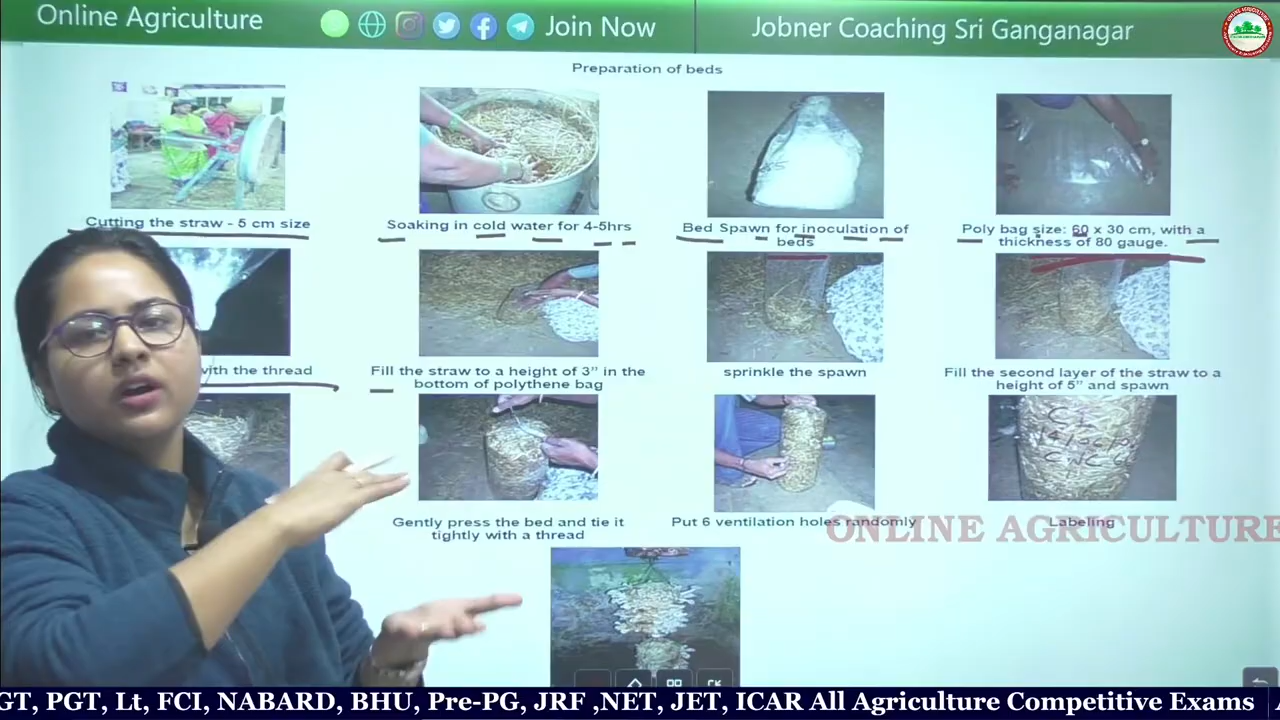 Online Agriculture
Join Now
Jobner Coaching Sri Ganganagar
Preparation of beds
Cutting the straw - 5 cm size
Soaking in cold water for 4-5hrs
Bed Spawn for inoculation of
beds
Poly bag size: 60 x 30 cm, with a
thickness of 80 gauge.
with the thread
Fill the straw to a height of 3” in the
bottom of polythene bag
sprinkle the spawn
Fill the second layer of the straw to a
height of 5” and spawn
Gently press the bed and tie it
tightly with a thread
Put 6 ventilation holes randomly
Labeling
ONLINE AGRICULTURE
GT, PGT, Lt, FCI, NABARD, BHU, Pre-PG, JRF ,NET, JET, ICAR All Agriculture Competitive Exams